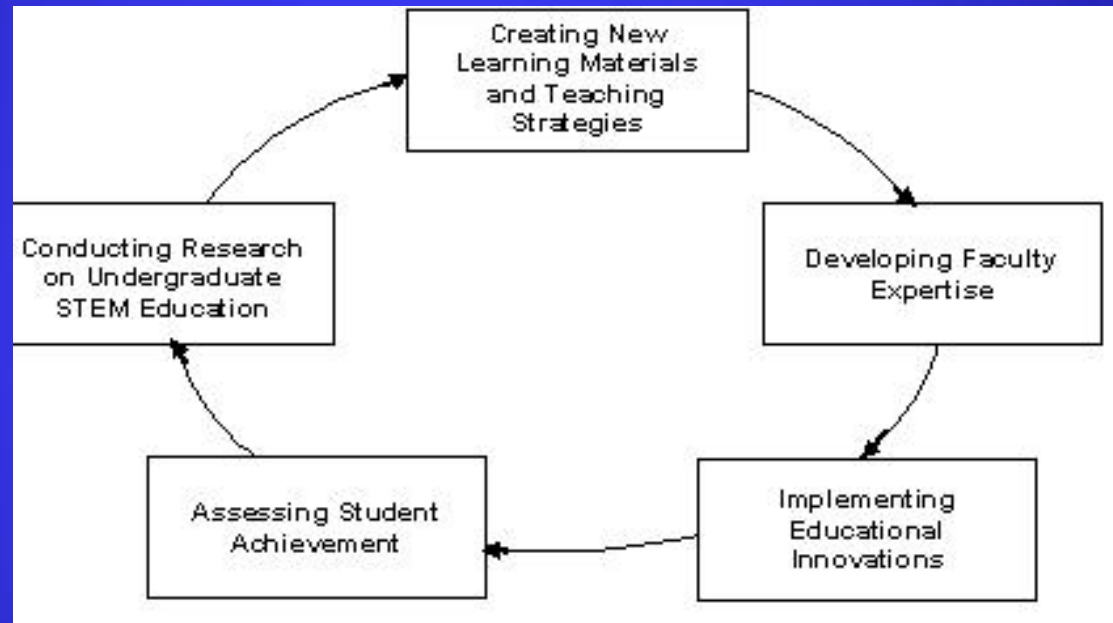 Creating New
Learning Materials
and Teaching
Strategies
Conducting Research
on Undergraduate
STEM Education
Developing Faculty
Expertise
Assessing Student
Achievement
Implementing
Educational
Innovations